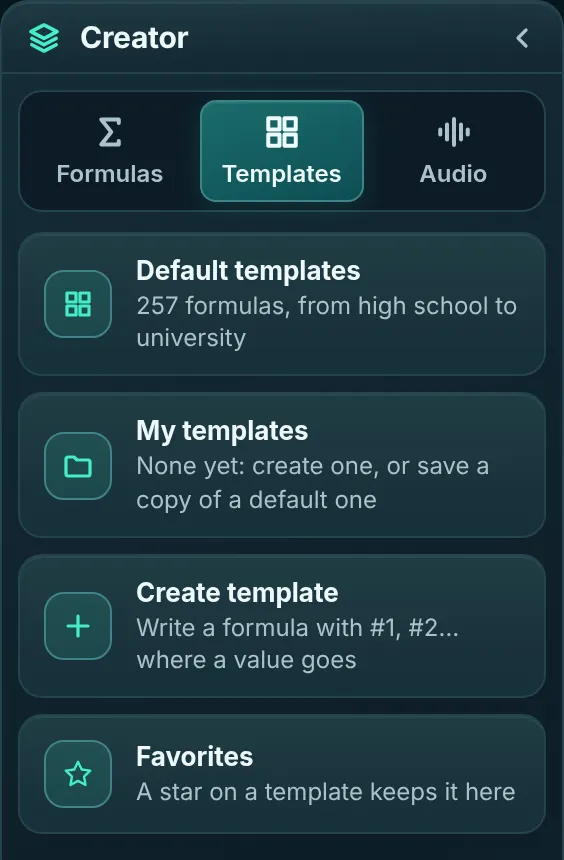 Creator
Formulas
Templates
Audio
Default templates
257 formulas, from high school to
university
My templates
None yet: create one, or save a
copy of a default one
Create template
Write a formula with #1, #2...
where a value goes
Favorites
A star on a template keeps it here